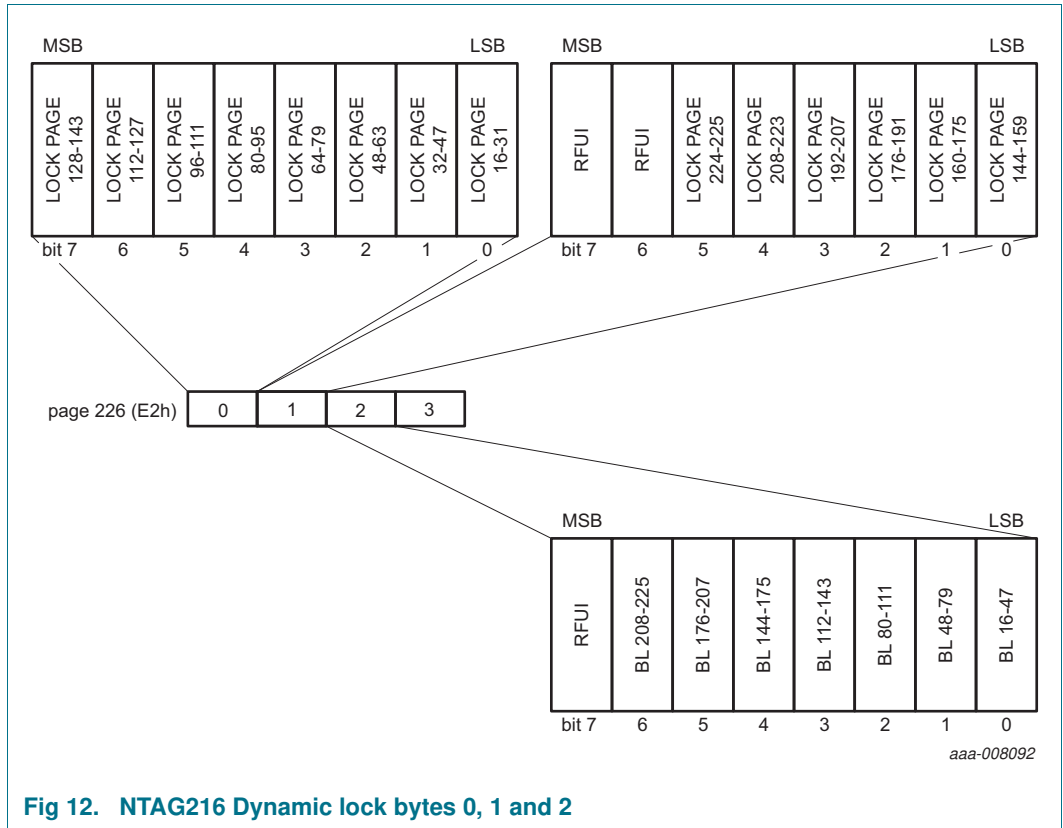 MSB LSB
LOCK PAGE 128-143
LOCK PAGE 112-127
LOCK PAGE 96-111
LOCK PAGE 80-95
LOCK PAGE 64-79
LOCK PAGE 48-63
LOCK PAGE 32-47
LOCK PAGE 16-31
bit 7 6 5 4 3 2 1 0
MSB LSB
RFUI
RFUI
LOCK PAGE 224-225
LOCK PAGE 208-223
LOCK PAGE 192-207
LOCK PAGE 176-191
LOCK PAGE 160-175
LOCK PAGE 144-159
bit 7 6 5 4 3 2 1 0
page 226 (E2h) 0 1 2 3
MSB LSB
RFUI
BL 208-225
BL 176-207
BL 144-175
BL 112-143
BL 80-111
BL 48-79
BL 16-47
bit 7 6 5 4 3 2 1 0
aaa-008092
Fig 12. NTAG216 Dynamic lock bytes 0, 1 and 2